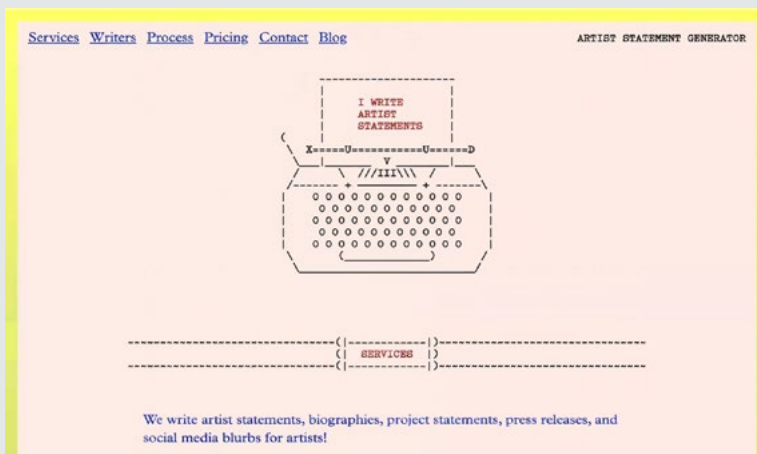 Services Writers Process Pricing Contact Blog
ARTIST STATEMENT GENERATOR
I WRITE
ARTIST
STATEMENTS
SERVICES
We write artist statements, biographies, project statements, press releases, and
social media blurbs for artists!